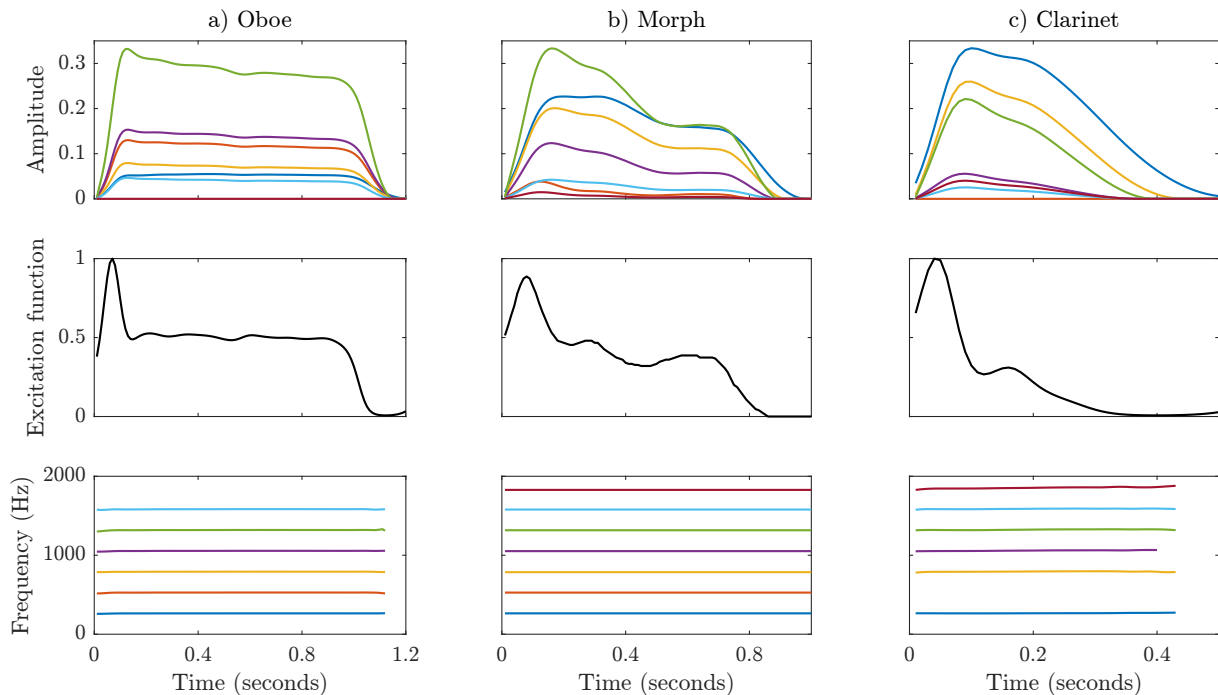 a) Oboe
b) Morph
c) Clarinet
Amplitude
0.3
0.2
0.1
0
Excitation function
1
0.5
0
Frequency (Hz)
2000
1000
0
0 0.4 0.8 1.2
0 0.4 0.8
0 0.2 0.4
Time (seconds)
Time (seconds)
Time (seconds)